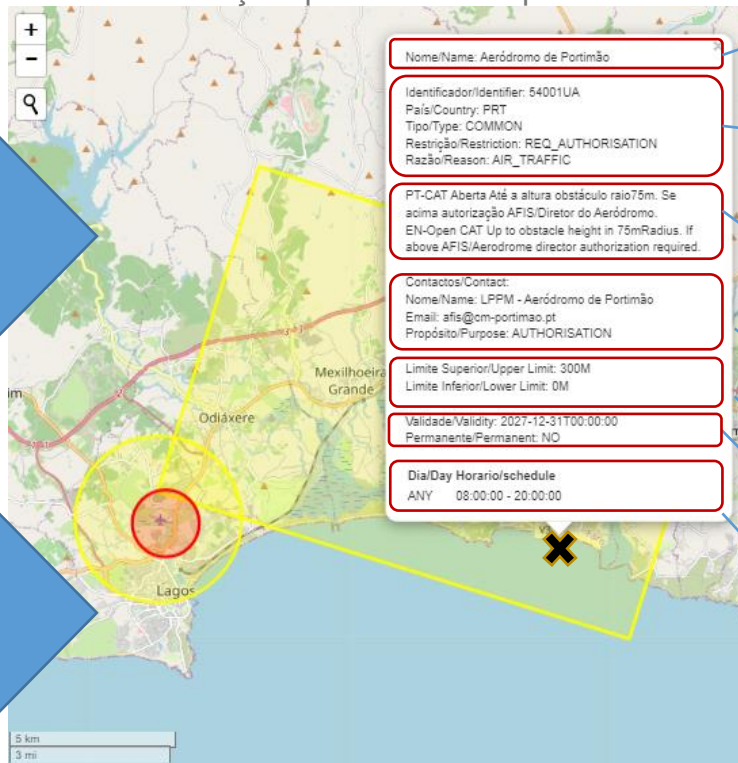 +
−
×
Nome/Name: Aeródromo de Portimão
Identificador/Identifier: 54001UA
País/Country: PRT
Tipo/Type: COMMON
Restrição/Restriction: REQ_AUTHORISATION
Razão/Reason: AIR_TRAFFIC
PT-CAT Aberta Até a altura obstáculo raio75m. Se
acima autorização AFIS/Diretor do Aeródromo.
EN-Open CAT Up to obstacle height in 75mRadius. If
above AFIS/Aerodrome director authorization required.
Contactos/Contact:
Nome/Name: LPPM - Aeródromo de Portimão
Email: afis@cm-portimao.pt
Propósito/Purpose: AUTHORISATION
Limite Superior/Upper Limit: 300M
Limite Inferior/Lower Limit: 0M
Validade/Validity: 2027-12-31T00:00:00
Permanente/Permanent: NO
Dia/Day Horario/schedule
ANY 08:00:00 - 20:00:00
Mexilhoeira
Grande
Odiáxere
Lagos
5 km
3 mi